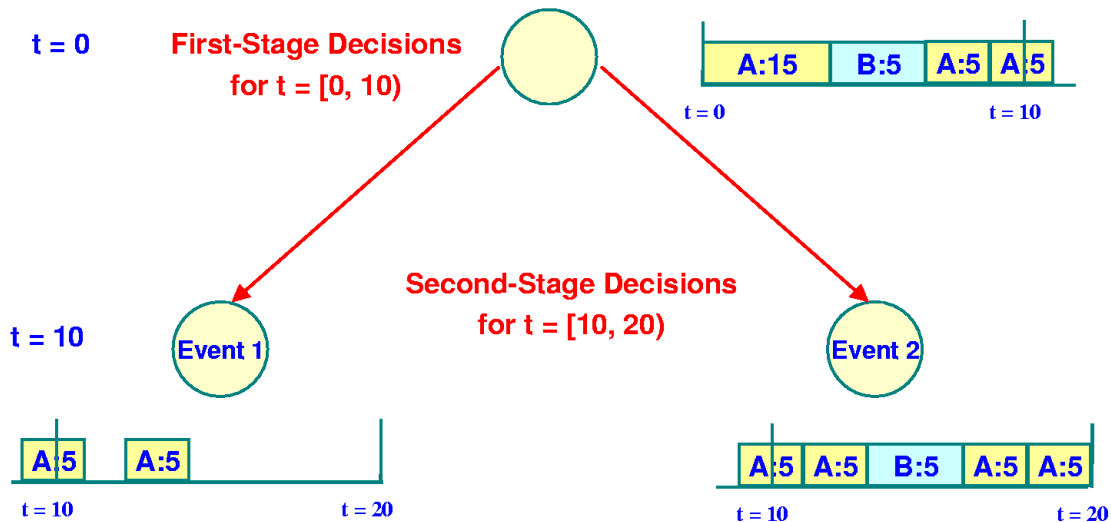 t = 0
First-Stage Decisions
for t = [0, 10)
A:15 B:5 A:5 A:5
t = 0 t = 10
Second-Stage Decisions
for t = [10, 20)
t = 10
Event 1
Event 2
A:5 A:5
t = 10 t = 20
A:5 A:5 B:5 A:5 A:5
t = 10 t = 20